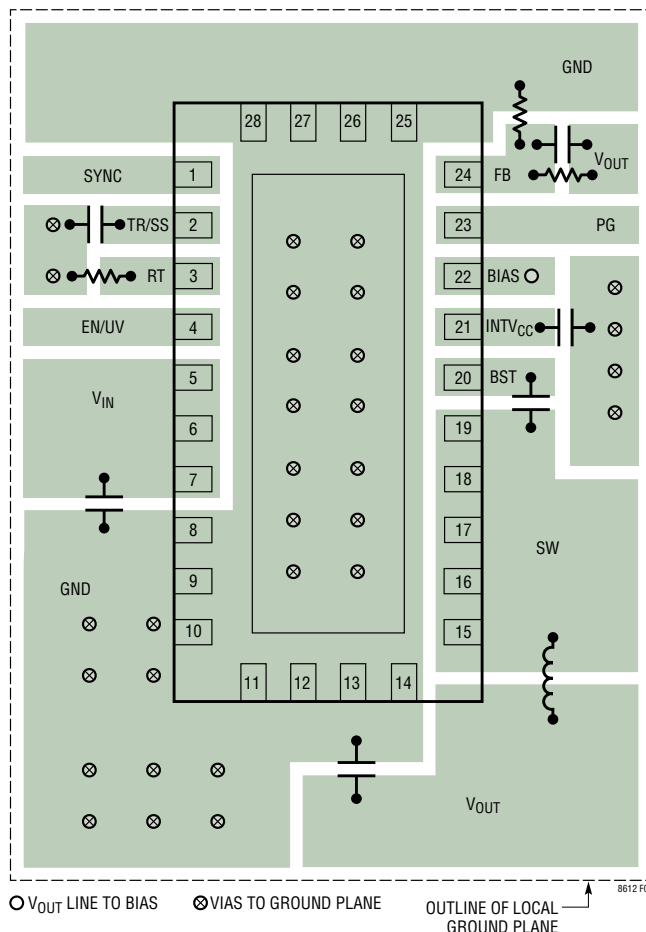 GND
28 27 26 25
SYNC 1 24 FB VOUT
TR/SS 2 23 PG
RT 3 22 BIAS
EN/UV 4 21 INTVCC
5 20 BST
VIN
6 19
7 18
8 17
SW
GND 9 16
10 15
11 12 13 14
VOUT
8612 F0
VOUT LINE TO BIAS VIAS TO GROUND PLANE OUTLINE OF LOCAL
GROUND PLANE